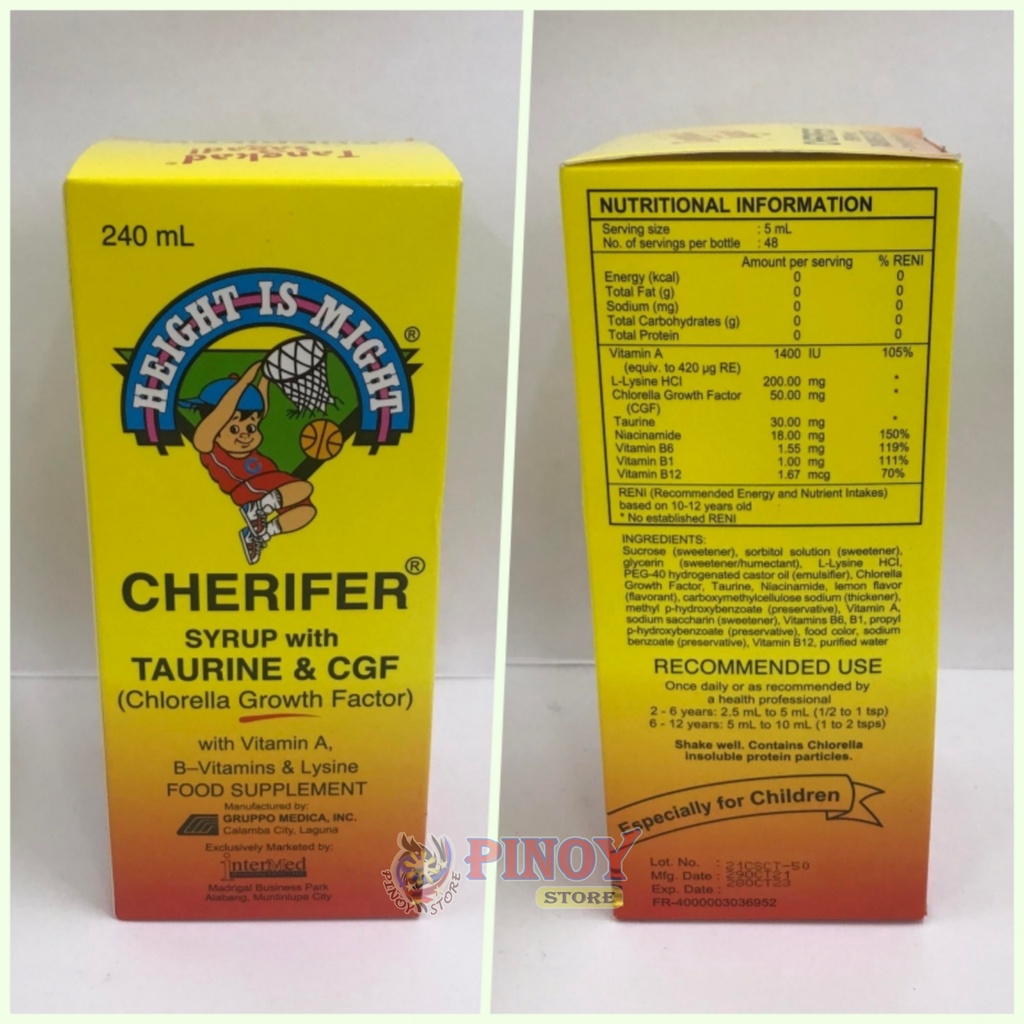 Tangkad
sagad!
240 mL
HEIGHT IS MIGHT®
CHERIFER®
SYRUP with
TAURINE & CGF
(Chlorella Growth Factor)
with Vitamin A,
B–Vitamins & Lysine
FOOD SUPPLEMENT
Manufactured by:
GRUPPO MEDICA, INC.
Calamba City, Laguna
Exclusively Marketed by:
InterMed
Madrigal Business Park
Alabang, Muntinlupa City
NUTRITIONAL INFORMATION
Serving size : 5 mL
No. of servings per bottle : 48
Amount per serving % RENI
Energy (kcal) 0 0
Total Fat (g) 0 0
Sodium (mg) 0 0
Total Carbohydrates (g) 0 0
Total Protein 0 0
Vitamin A 1400 IU 105%
(equiv. to 420 µg RE)
L-Lysine HCl 200.00 mg *
Chlorella Growth Factor 50.00 mg *
(CGF)
Taurine 30.00 mg *
Niacinamide 18.00 mg 150%
Vitamin B6 1.55 mg 119%
Vitamin B1 1.00 mg 111%
Vitamin B12 1.67 mcg 70%
RENI (Recommended Energy and Nutrient Intakes)
based on 10-12 years old
* No established RENI
INGREDIENTS:
Sucrose (sweetener), sorbitol solution (sweetener),
glycerin (sweetener/humectant), L-Lysine HCl,
PEG-40 hydrogenated castor oil (emulsifier), Chlorella
Growth Factor, Taurine, Niacinamide, lemon flavor
(flavorant), carboxymethylcellulose sodium (thickener),
methyl p-hydroxybenzoate (preservative), Vitamin A,
sodium saccharin (sweetener), Vitamins B6, B1, propyl
p-hydroxybenzoate (preservative), food color, sodium
benzoate (preservative), Vitamin B12, purified water
RECOMMENDED USE
Once daily or as recommended by
a health professional
2 - 6 years: 2.5 mL to 5 mL (1/2 to 1 tsp)
6 - 12 years: 5 mL to 10 mL (1 to 2 tsps)
Shake well. Contains Chlorella
insoluble protein particles.
Especially for Children
Lot. No. : 21CSCT-50
Mfg. Date : 29OCT21
Exp. Date : 28OCT23
FR-4000003036952
PINOY STORE
PINOY
STORE